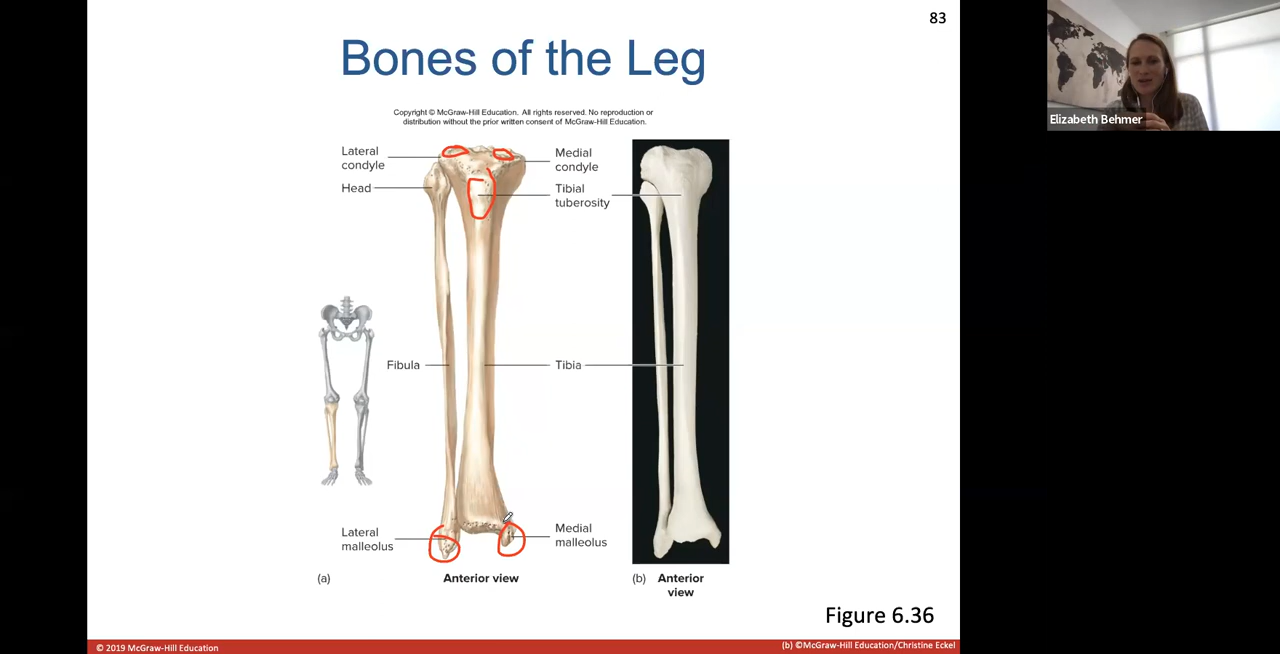 83
Bones of the Leg
Copyright © McGraw-Hill Education. All rights reserved. No reproduction or
distribution without the prior written consent of McGraw-Hill Education.
Lateral
condyle
Medial
condyle
Head
Tibial
tuberosity
Fibula
Tibia
Lateral
malleolus
Medial
malleolus
(a)
Anterior view
(b) Anterior
view
Figure 6.36
© 2019 McGraw-Hill Education
(b) ©McGraw-Hill Education/Christine Eckel
Elizabeth Behmer